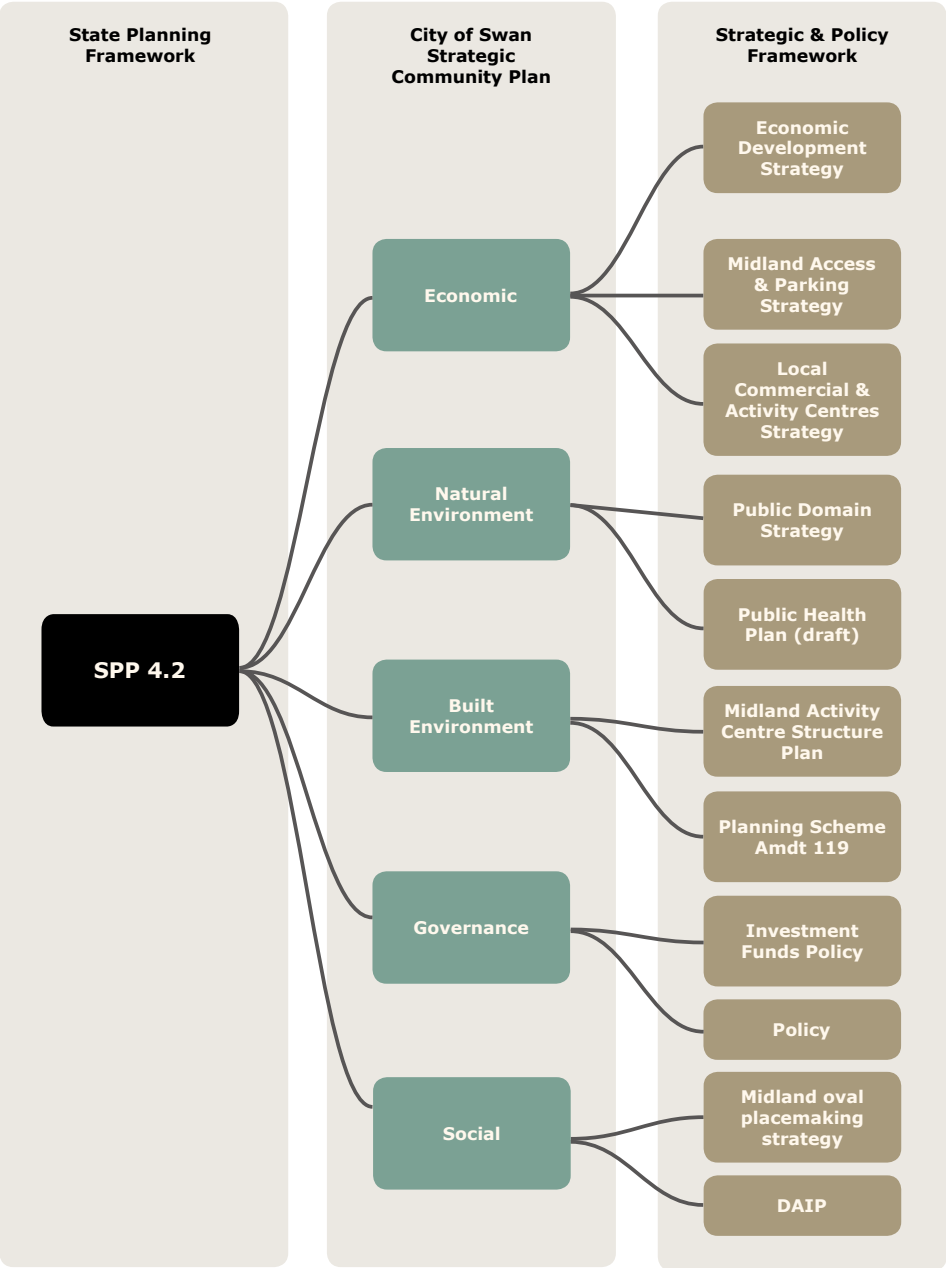 State Planning
Framework
City of Swan
Strategic
Community Plan
Strategic & Policy
Framework
SPP 4.2
Economic
Natural
Environment
Built
Environment
Governance
Social
Economic
Development
Strategy
Midland Access
& Parking
Strategy
Local
Commercial &
Activity Centres
Strategy
Public Domain
Strategy
Public Health
Plan (draft)
Midland Activity
Centre Structure
Plan
Planning Scheme
Amdt 119
Investment
Funds Policy
Policy
Midland oval
placemaking
strategy
DAIP